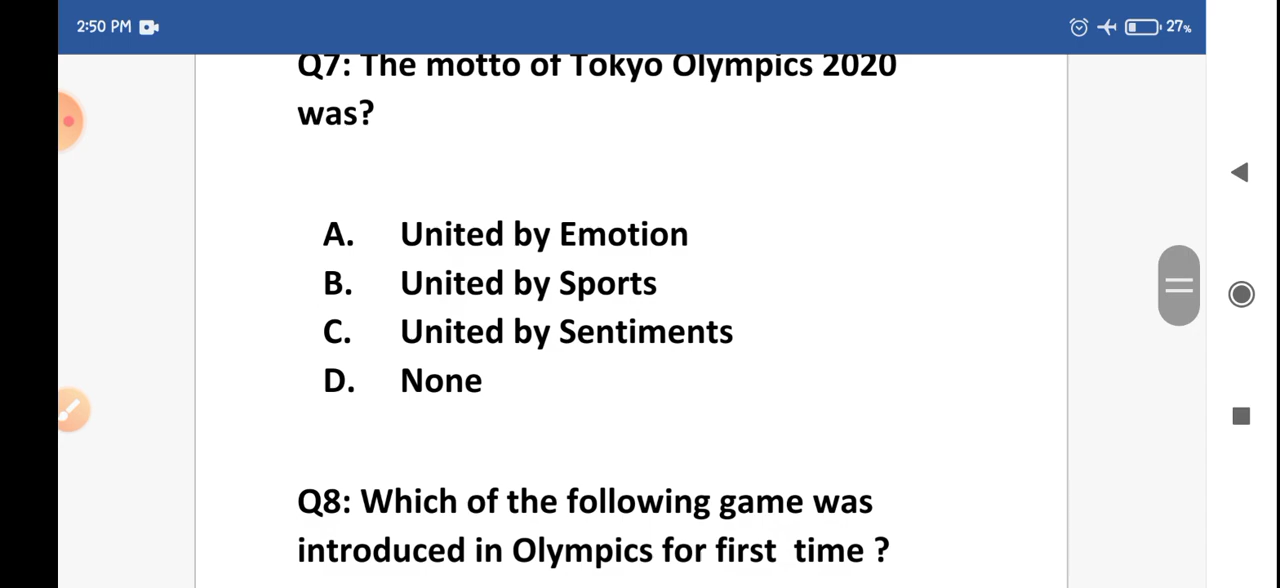 2:50 PM
27%
Q7: The motto of Tokyo Olympics 2020
was?
A. United by Emotion
B. United by Sports
C. United by Sentiments
D. None
Q8: Which of the following game was
introduced in Olympics for first time ?